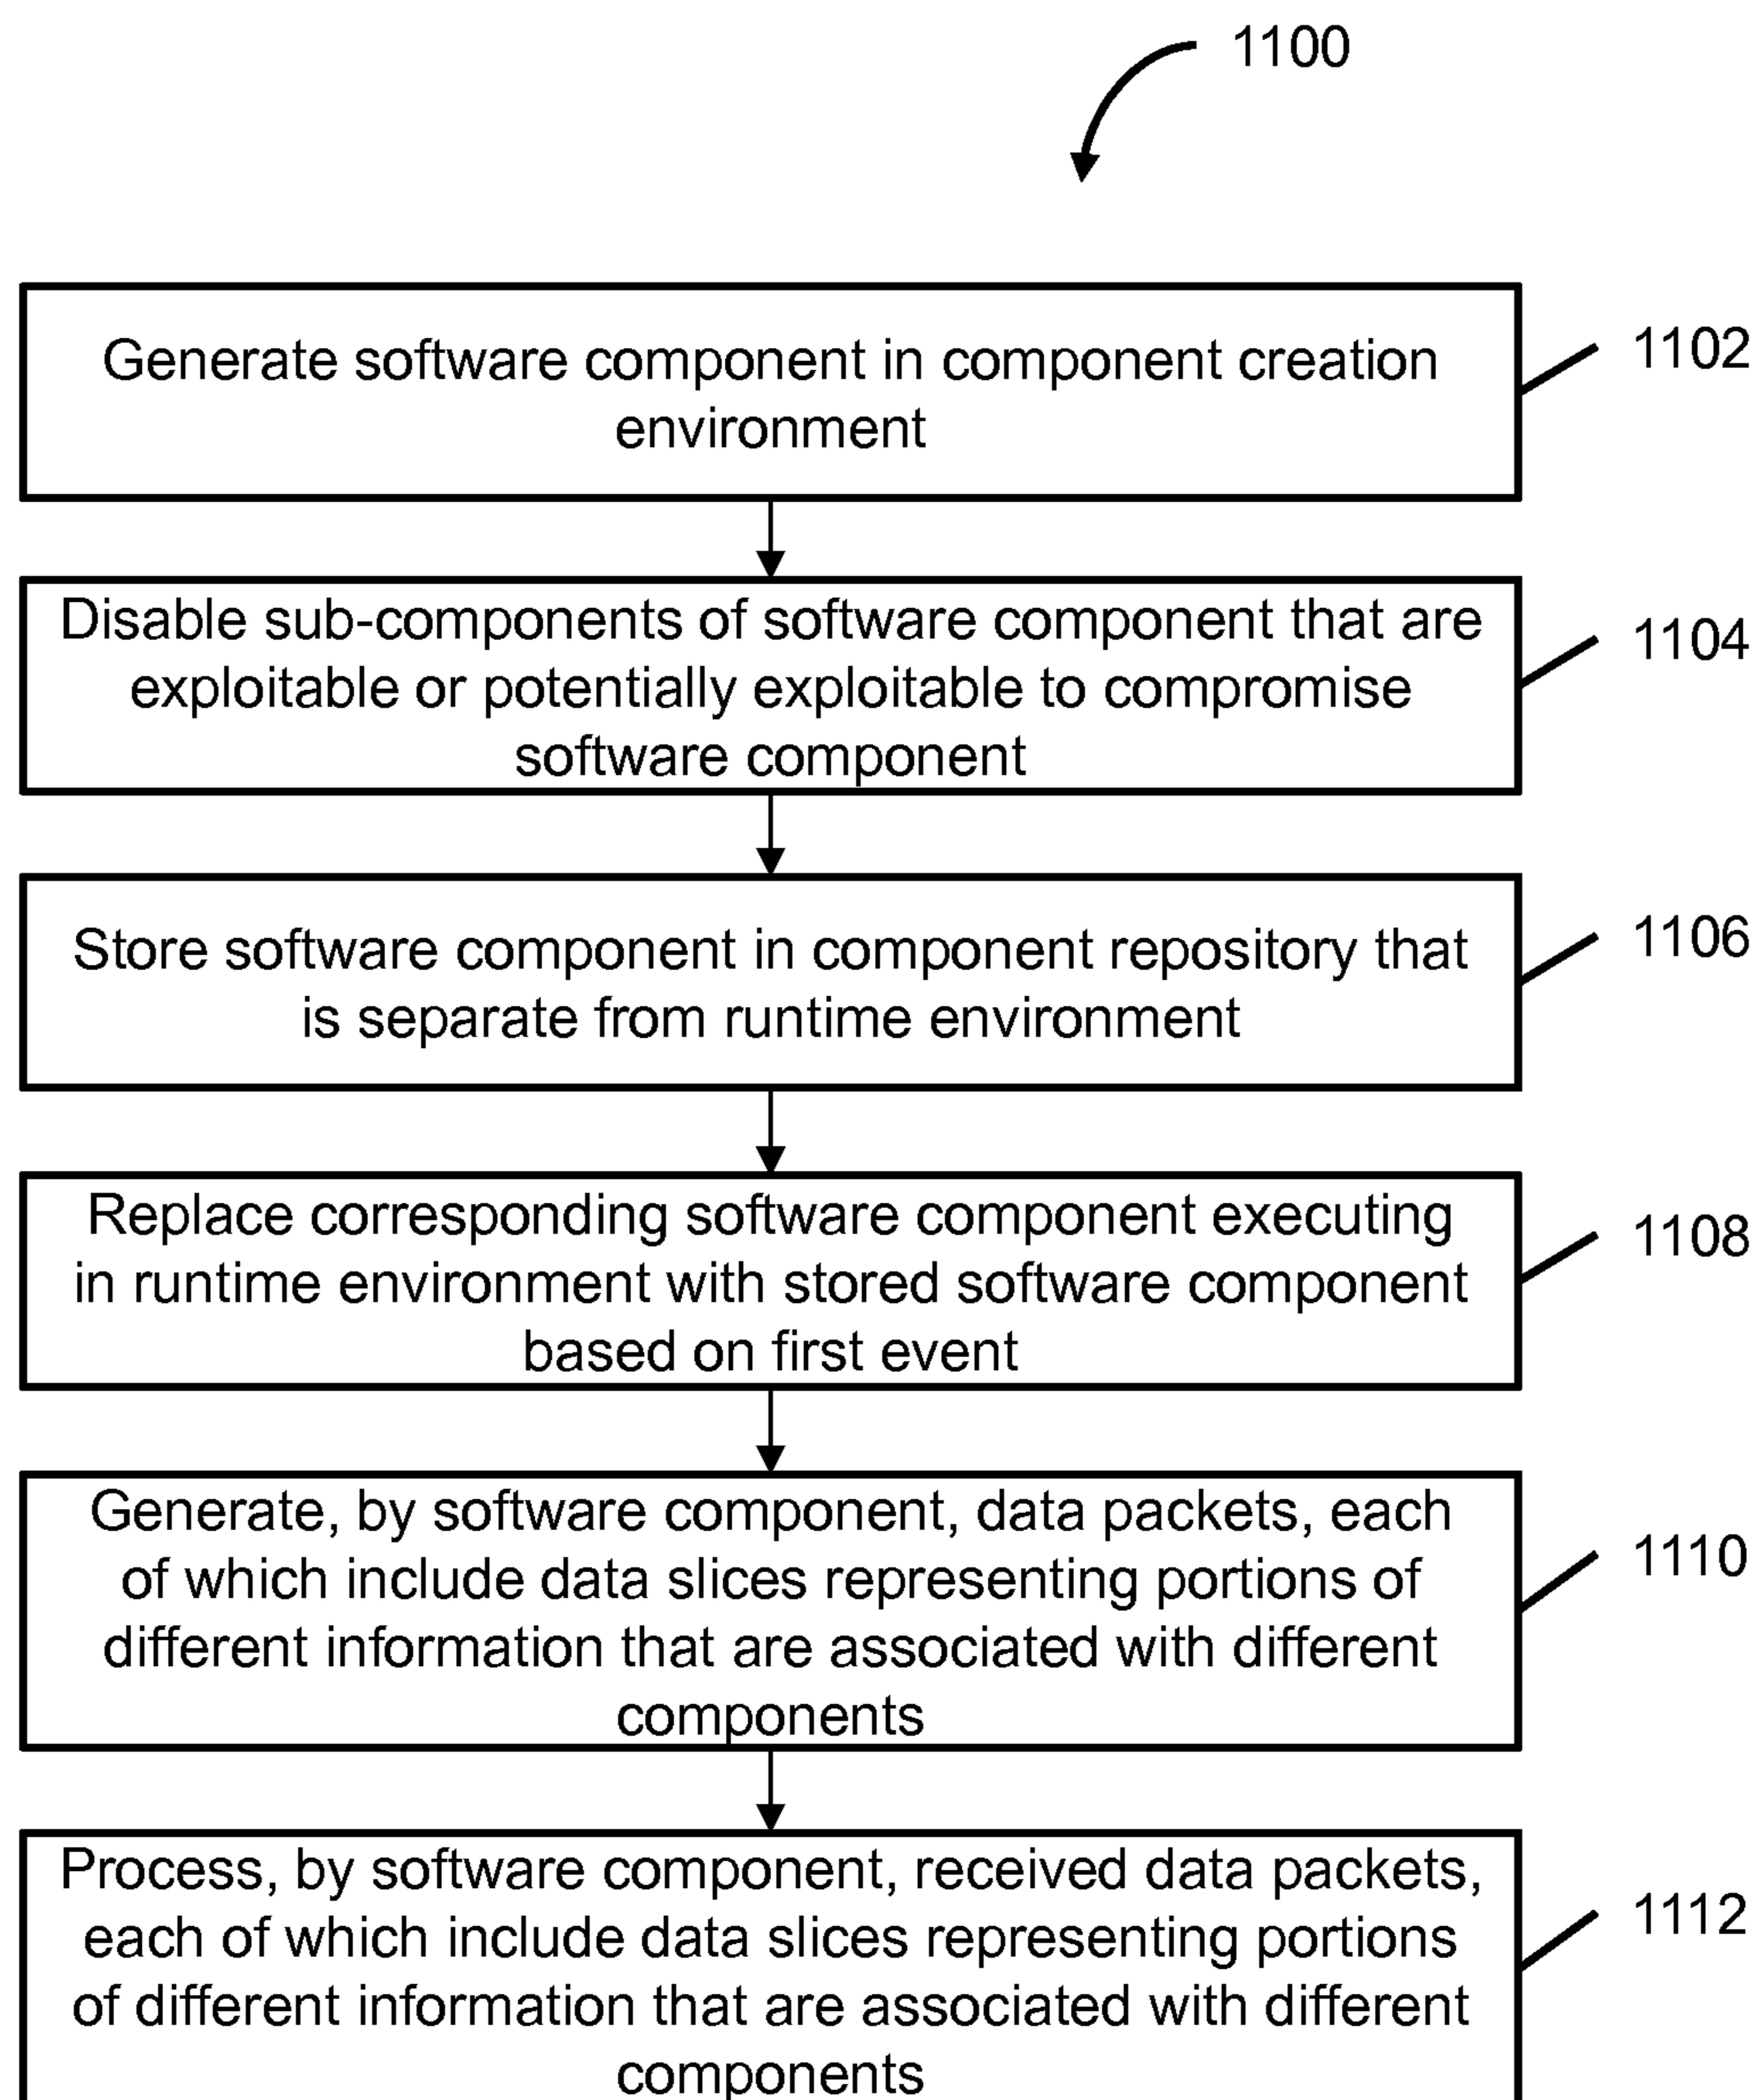 1100
Generate software component in component creation
environment
1102
Disable sub-components of software component that are
exploitable or potentially exploitable to compromise
software component
1104
Store software component in component repository that
is separate from runtime environment
1106
Replace corresponding software component executing
in runtime environment with stored software component
based on first event
1108
Generate, by software component, data packets, each
of which include data slices representing portions of
different information that are associated with different
components
1110
Process, by software component, received data packets,
each of which include data slices representing portions
of different information that are associated with different
components
1112